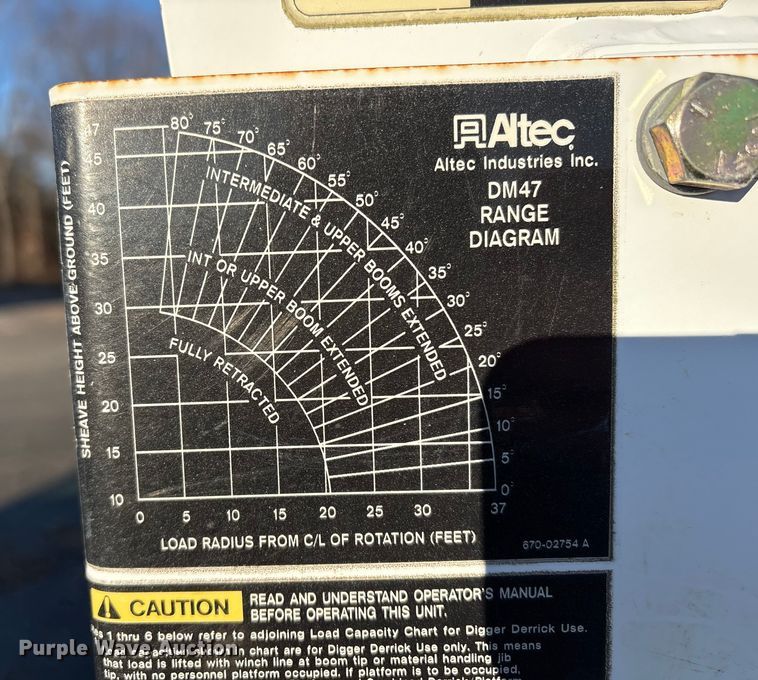 Altec
Altec Industries Inc.
DM47
RANGE
DIAGRAM
SHEAVE HEIGHT ABOVE GROUND (FEET)
47
45
40
35
30
25
20
15
10
80°
75°
70°
65°
60°
55°
50°
45°
40°
35°
30°
25°
20°
15°
10°
5°
0°
INTERMEDIATE & UPPER BOOMS EXTENDED
INT OR UPPER BOOM EXTENDED
FULLY RETRACTED
0 5 10 15 20 25 30 37
LOAD RADIUS FROM C/L OF ROTATION (FEET)
670-02754 A
CAUTION
READ AND UNDERSTAND OPERATOR'S MANUAL
BEFORE OPERATING THIS UNIT.
1 thru 6 below refer to adjoining Load Capacity Chart for Digger Derrick Use.
chart are for Digger Derrick Use only. This means
that load is lifted with winch line at boom tip or material handling jib
tip, with no personnel platform occupied. If platform is to be occupied,
Purple Wave Auction